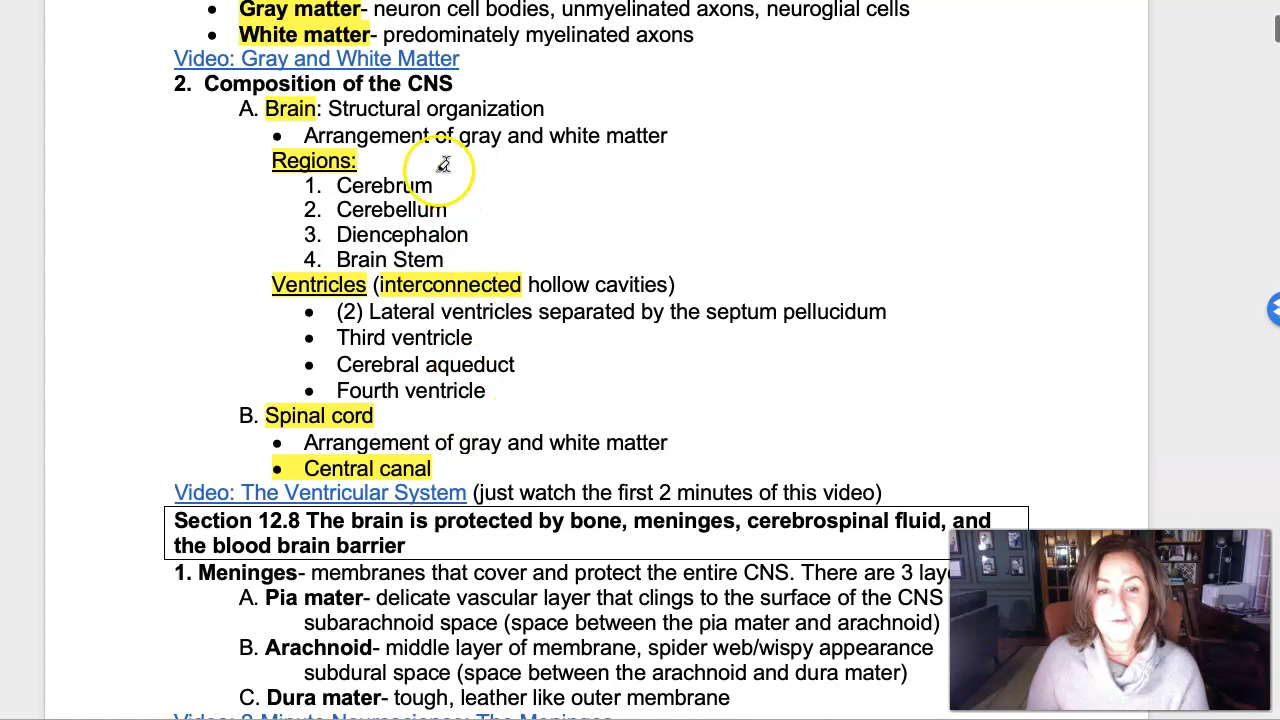 • Gray matter- neuron cell bodies, unmyelinated axons, neuroglial cells
• White matter- predominately myelinated axons
Video: Gray and White Matter
2. Composition of the CNS
A. Brain: Structural organization
• Arrangement of gray and white matter
Regions:
1. Cerebrum
2. Cerebellum
3. Diencephalon
4. Brain Stem
Ventricles (interconnected hollow cavities)
• (2) Lateral ventricles separated by the septum pellucidum
• Third ventricle
• Cerebral aqueduct
• Fourth ventricle
B. Spinal cord
• Arrangement of gray and white matter
• Central canal
Video: The Ventricular System (just watch the first 2 minutes of this video)
Section 12.8 The brain is protected by bone, meninges, cerebrospinal fluid, and
the blood brain barrier
1. Meninges- membranes that cover and protect the entire CNS. There are 3
A. Pia mater- delicate vascular layer that clings to the surface of the CNS
subarachnoid space (space between the pia mater and arachnoid)
B. Arachnoid- middle layer of membrane, spider web/wispy appearance
subdural space (space between the arachnoid and dura mater)
C. Dura mater- tough, leather like outer membrane
Video: 2 Minute Neuroscience: The Meninges